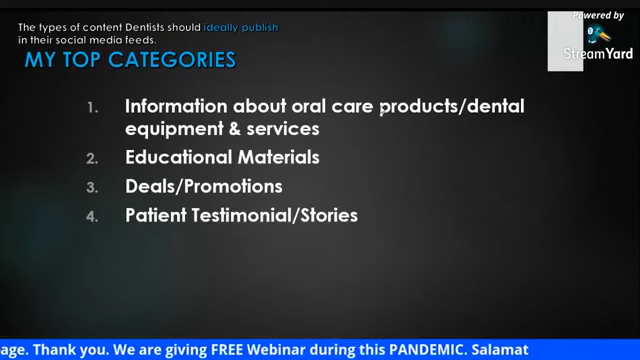 The types of content Dentists should ideally publish
in their social media feeds.
MY TOP CATEGORIES
Powered by
StreamYard
1. Information about oral care products/dental
equipment & services
2. Educational Materials
3. Deals/Promotions
4. Patient Testimonial/Stories
age. Thank you. We are giving FREE Webinar during this PANDEMIC. Salamat